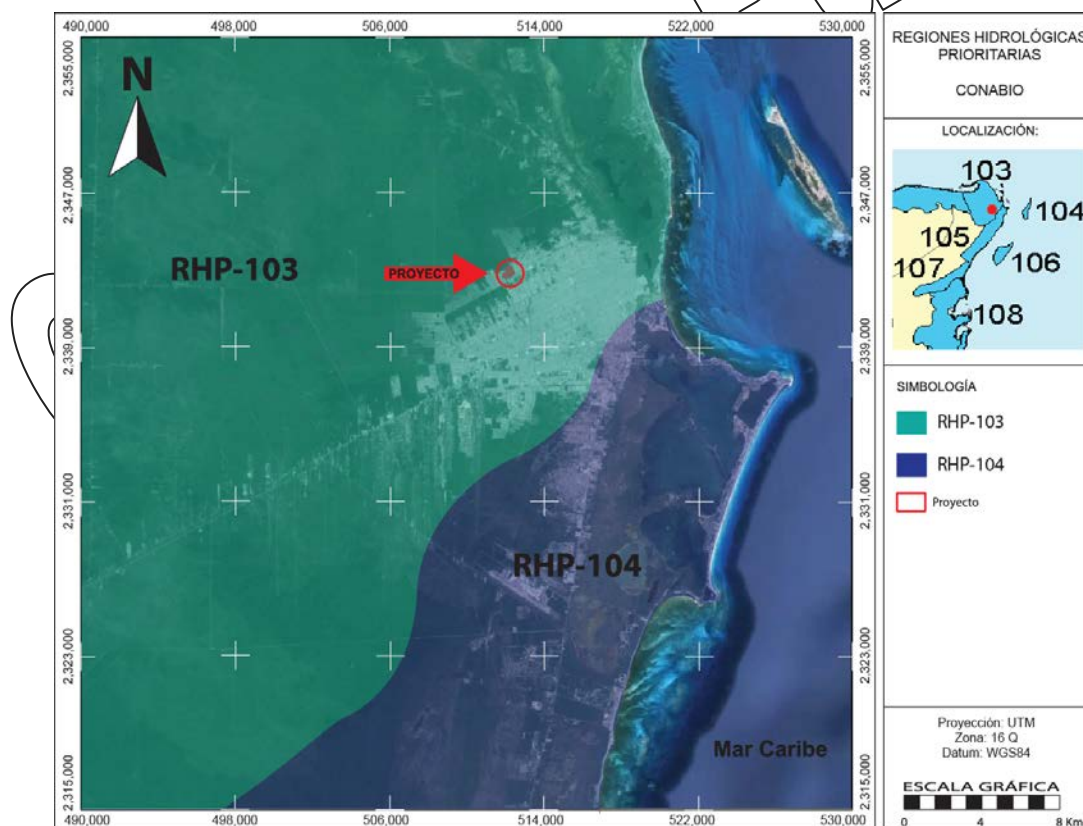 490,000 498,000 506,000 514,000 522,000 530,000
2,355,000 2,355,000
N
2,347,000 2,347,000
RHP-103
PROYECTO
2,339,000 2,339,000
2,331,000 2,331,000
RHP-104
2,323,000 2,323,000
Mar Caribe
2,315,000 2,315,000
490,000 498,000 506,000 514,000 522,000 530,000
REGIONES HIDROLÓGICAS
PRIORITARIAS
CONABIO
LOCALIZACIÓN:
103
104
105
106
107
108
SIMBOLOGÍA
RHP-103
RHP-104
Proyecto
Proyección: UTM
Zona: 16 Q
Datum: WGS84
ESCALA GRÁFICA
0 4 8 Km